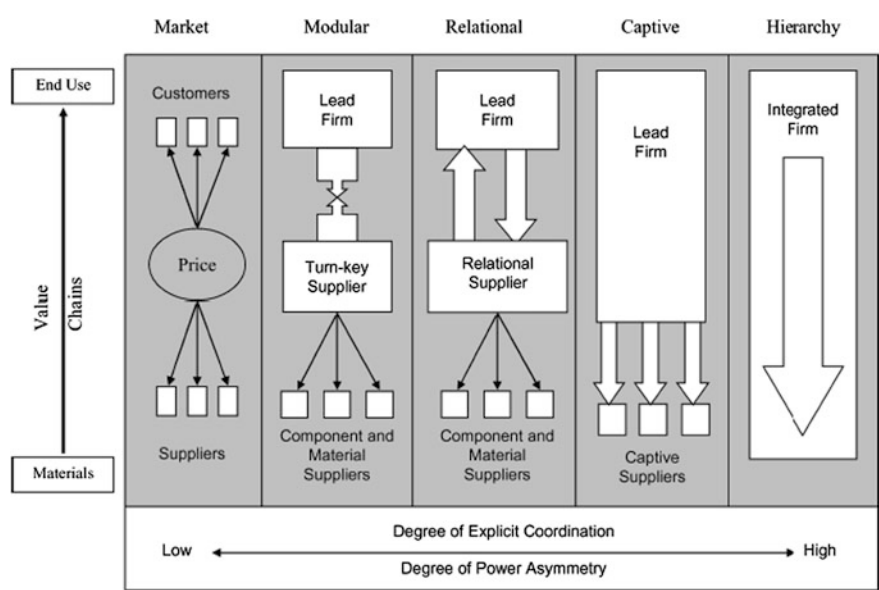 Market
Modular
Relational
Captive
Hierarchy
End Use
Value
Chains
Materials
Customers
Price
Suppliers
Lead
Firm
Turn-key
Supplier
Component and
Material
Suppliers
Lead
Firm
Relational
Supplier
Component and
Material
Suppliers
Lead
Firm
Captive
Suppliers
Integrated
Firm
Degree of Explicit Coordination
Low
High
Degree of Power Asymmetry